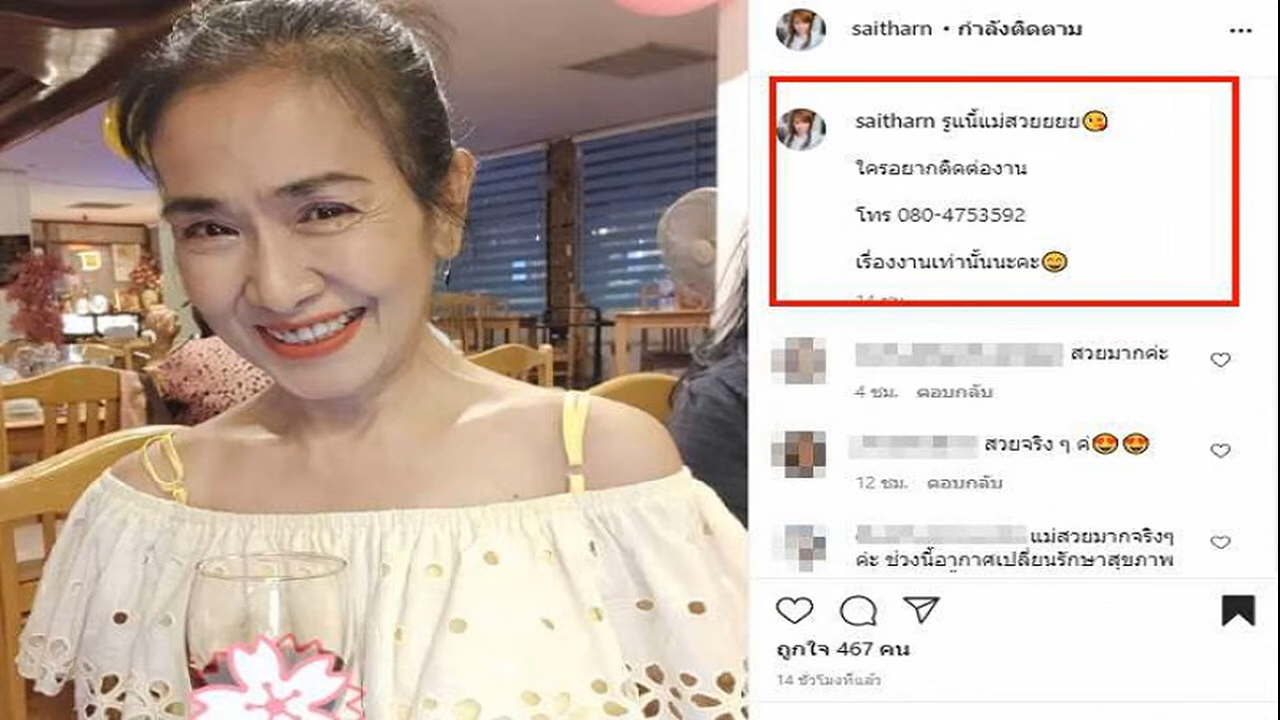 saitharn • กำลังติดตาม
saitharn รูแนี้แม่สวยยยย😘
ใครอยากติดต่องาน
โทร 080-4753592
เรื่องงานเท่านั้นนะคะ😄
สวยมากค่ะ
4 ชม. ตอบกลับ
สวยจริง ๆ ค่😍😍
12 ชม. ตอบกลับ
แม่สวยมากจริงๆ
ค่ะ ช่วงนี้อากาศเปลี่ยนรักษาสุขภาพ
ถูกใจ 467 คน
14 ชั่วโมงที่แล้ว